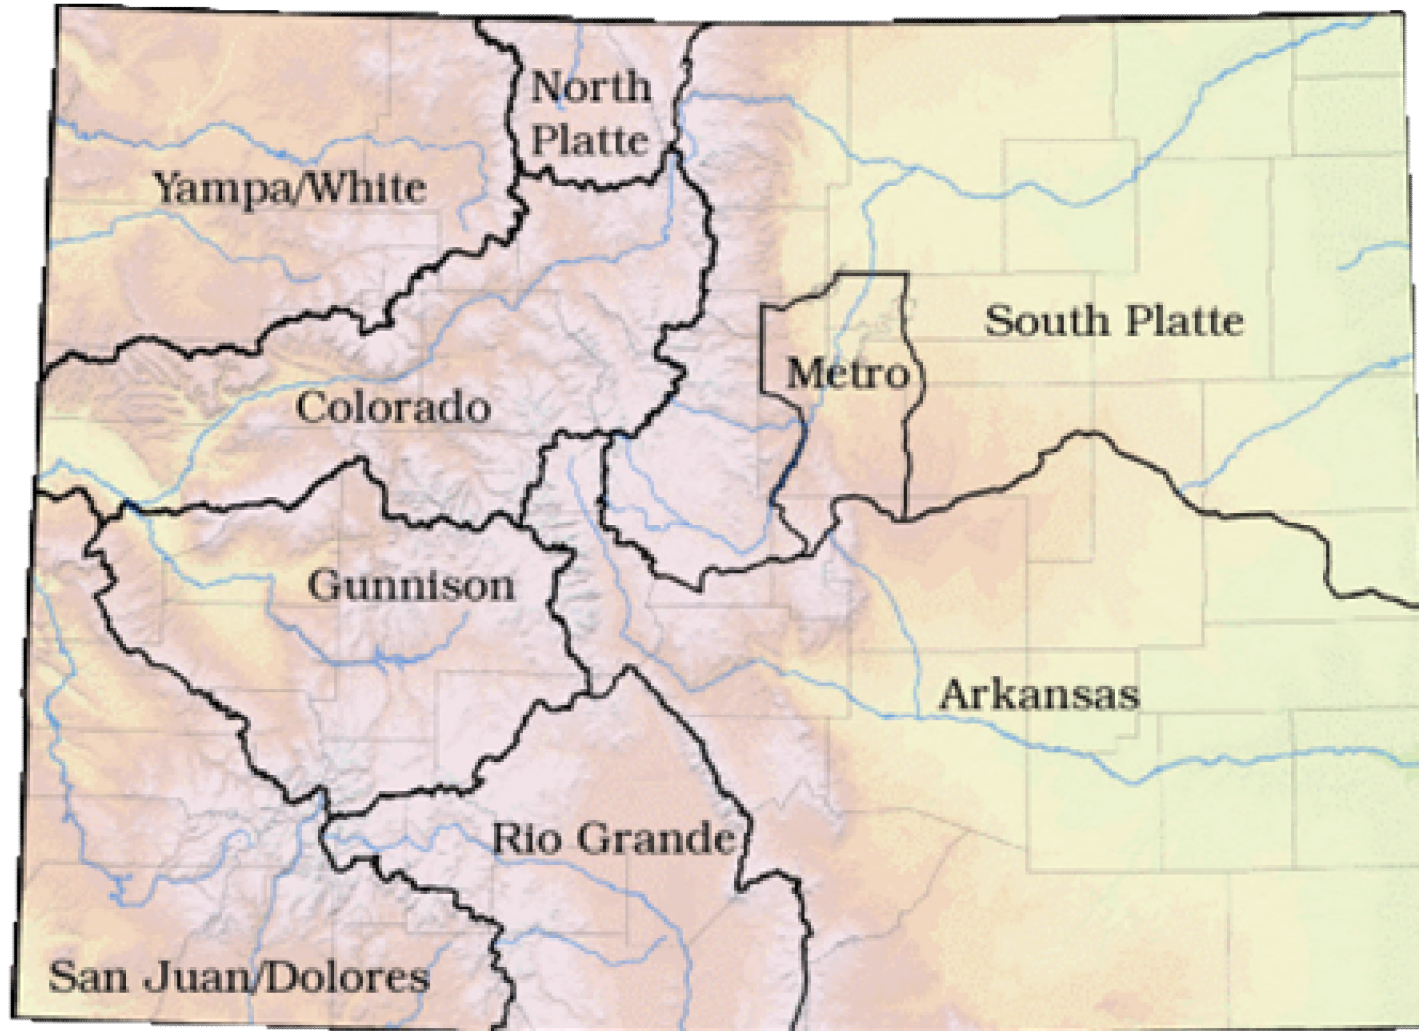 North
Platte
Yampa/White
South Platte
Metro
Colorado
Gunnison
Arkansas
Rio Grande
San Juan/Dolores